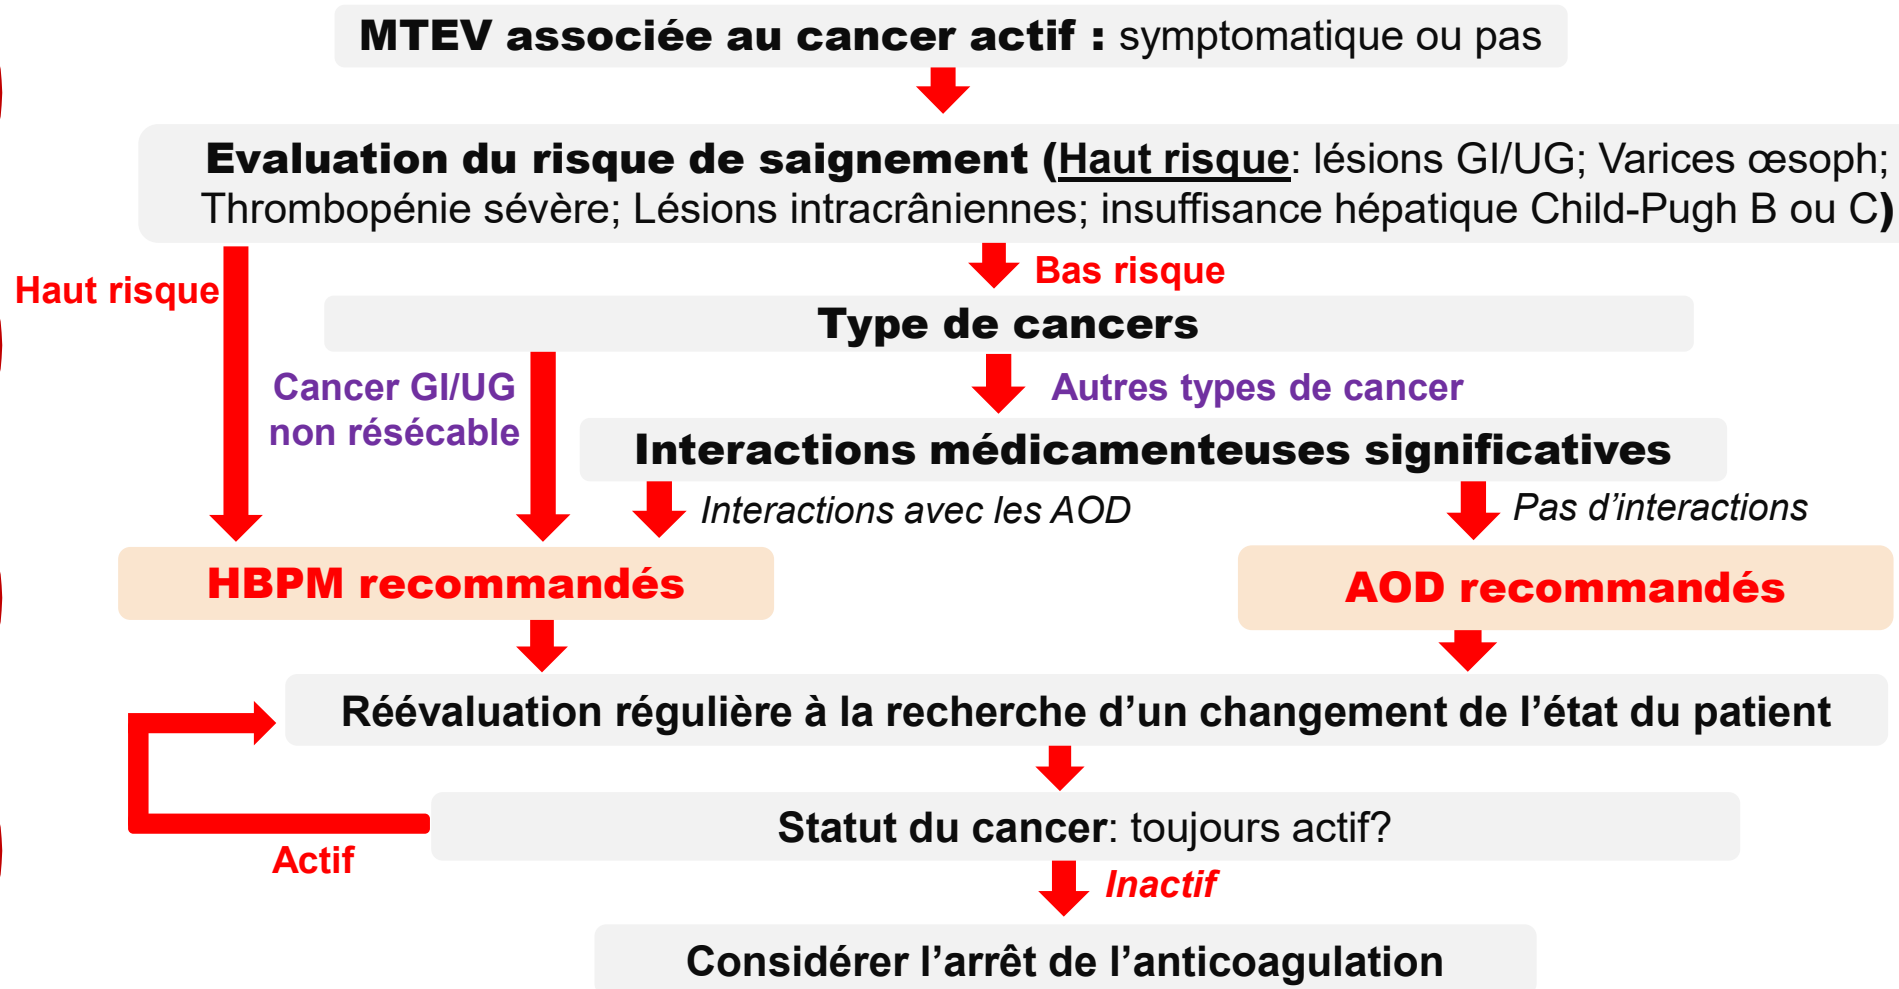 MTEV associée au cancer actif : symptomatique ou pas
Evaluation du risque de saignement (Haut risque: lésions GI/UG; Varices œsoph;
Thrombopénie sévère; Lésions intracrâniennes; insuffisance hépatique Child-Pugh B ou C)
Haut risque
Bas risque
Type de cancers
Cancer GI/UG
non résécable
Autres types de cancer
Interactions médicamenteuses significatives
Interactions avec les AOD
Pas d’interactions
HBPM recommandés
AOD recommandés
Réévaluation régulière à la recherche d’un changement de l’état du patient
Statut du cancer: toujours actif?
Actif
Inactif
Considérer l’arrêt de l’anticoagulation